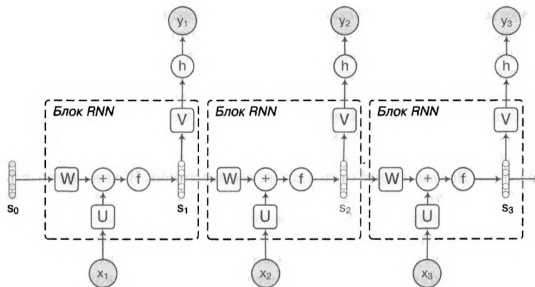 y1 y2 y3
h h h
Блок RNN Блок RNN Блок RNN
V V V
W + f W + f W + f
s0 s1 s2 s3
U U U
x1 x2 x3